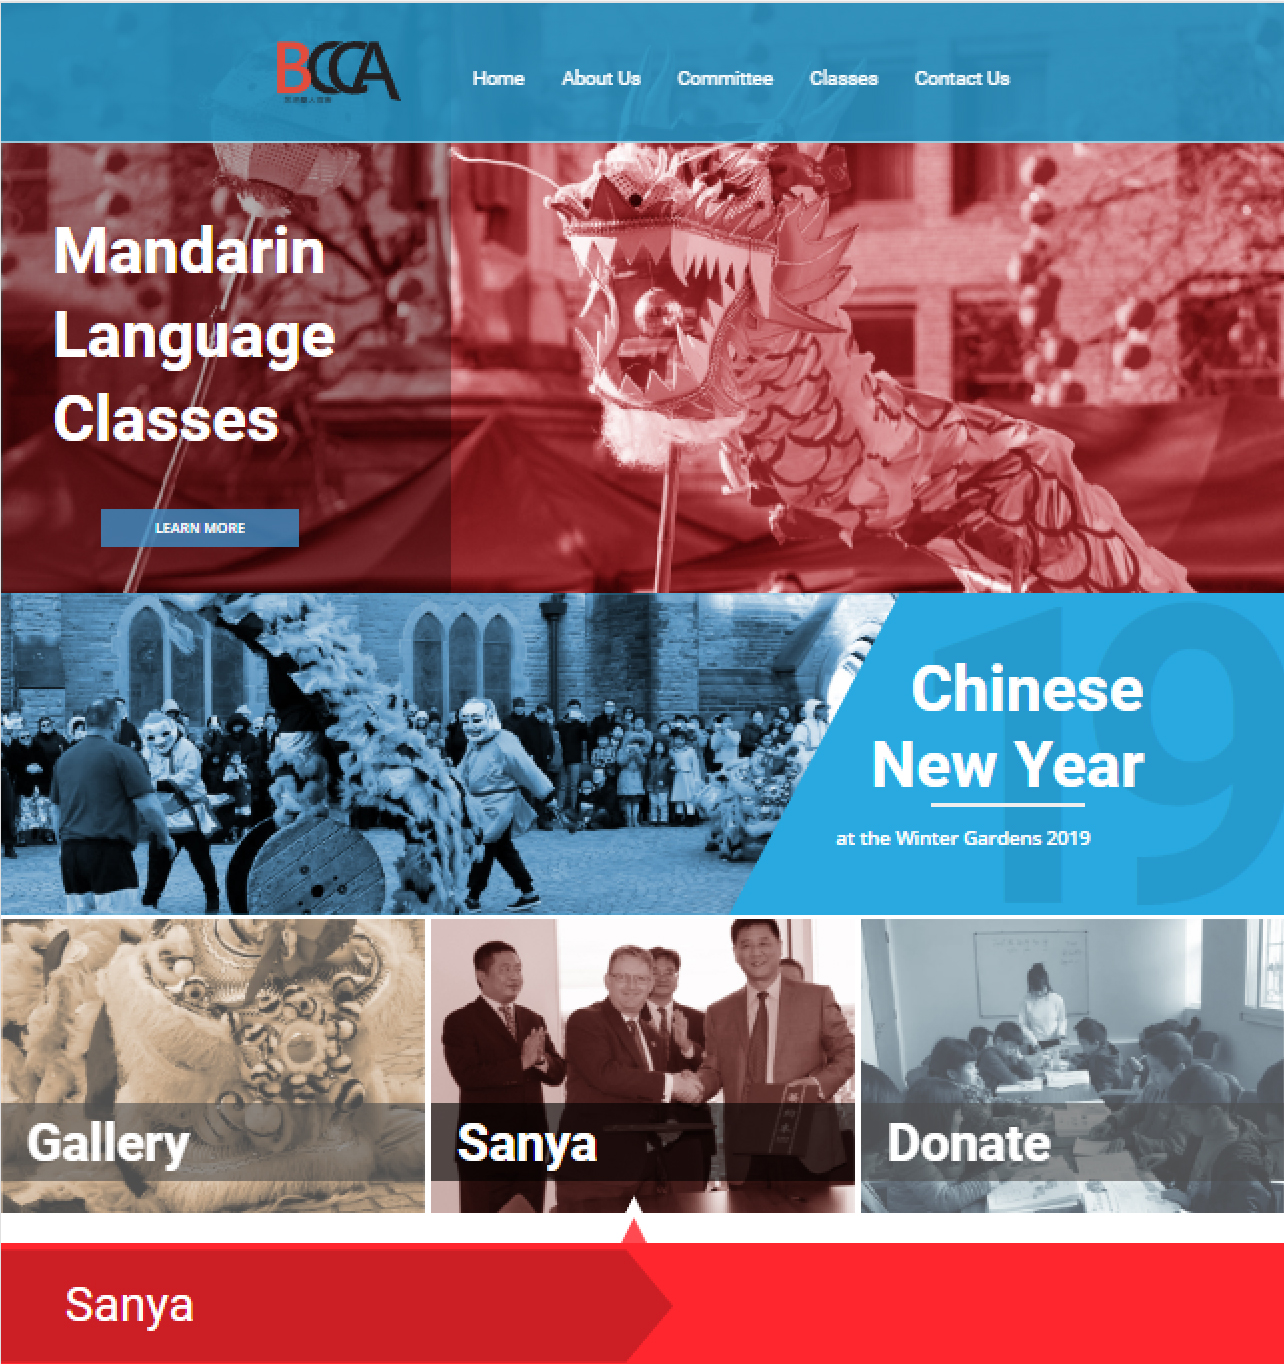 BCCA
Home About Us Committee Classes Contact Us
Mandarin
Language
Classes
LEARN MORE
19
Chinese
New Year
at the Winter Gardens 2019
Gallery
Sanya
Donate
Sanya